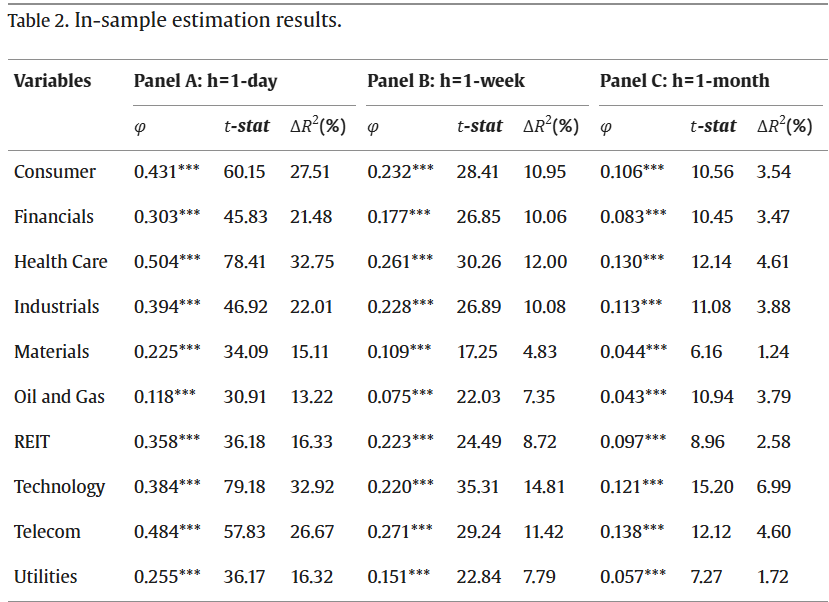 Table 2. In-sample estimation results.
Variables Panel A: h=1-day Panel B: h=1-week Panel C: h=1-month
φ t-stat ΔR²(%) φ t-stat ΔR²(%) φ t-stat ΔR²(%)
Consumer 0.431*** 60.15 27.51 0.232*** 28.41 10.95 0.106*** 10.56 3.54
Financials 0.303*** 45.83 21.48 0.177*** 26.85 10.06 0.083*** 10.45 3.47
Health Care 0.504*** 78.41 32.75 0.261*** 30.26 12.00 0.130*** 12.14 4.61
Industrials 0.394*** 46.92 22.01 0.228*** 26.89 10.08 0.113*** 11.08 3.88
Materials 0.225*** 34.09 15.11 0.109*** 17.25 4.83 0.044*** 6.16 1.24
Oil and Gas 0.118*** 30.91 13.22 0.075*** 22.03 7.35 0.043*** 10.94 3.79
REIT 0.358*** 36.18 16.33 0.223*** 24.49 8.72 0.097*** 8.96 2.58
Technology 0.384*** 79.18 32.92 0.220*** 35.31 14.81 0.121*** 15.20 6.99
Telecom 0.484*** 57.83 26.67 0.271*** 29.24 11.42 0.138*** 12.12 4.60
Utilities 0.255*** 36.17 16.32 0.151*** 22.84 7.79 0.057*** 7.27 1.72